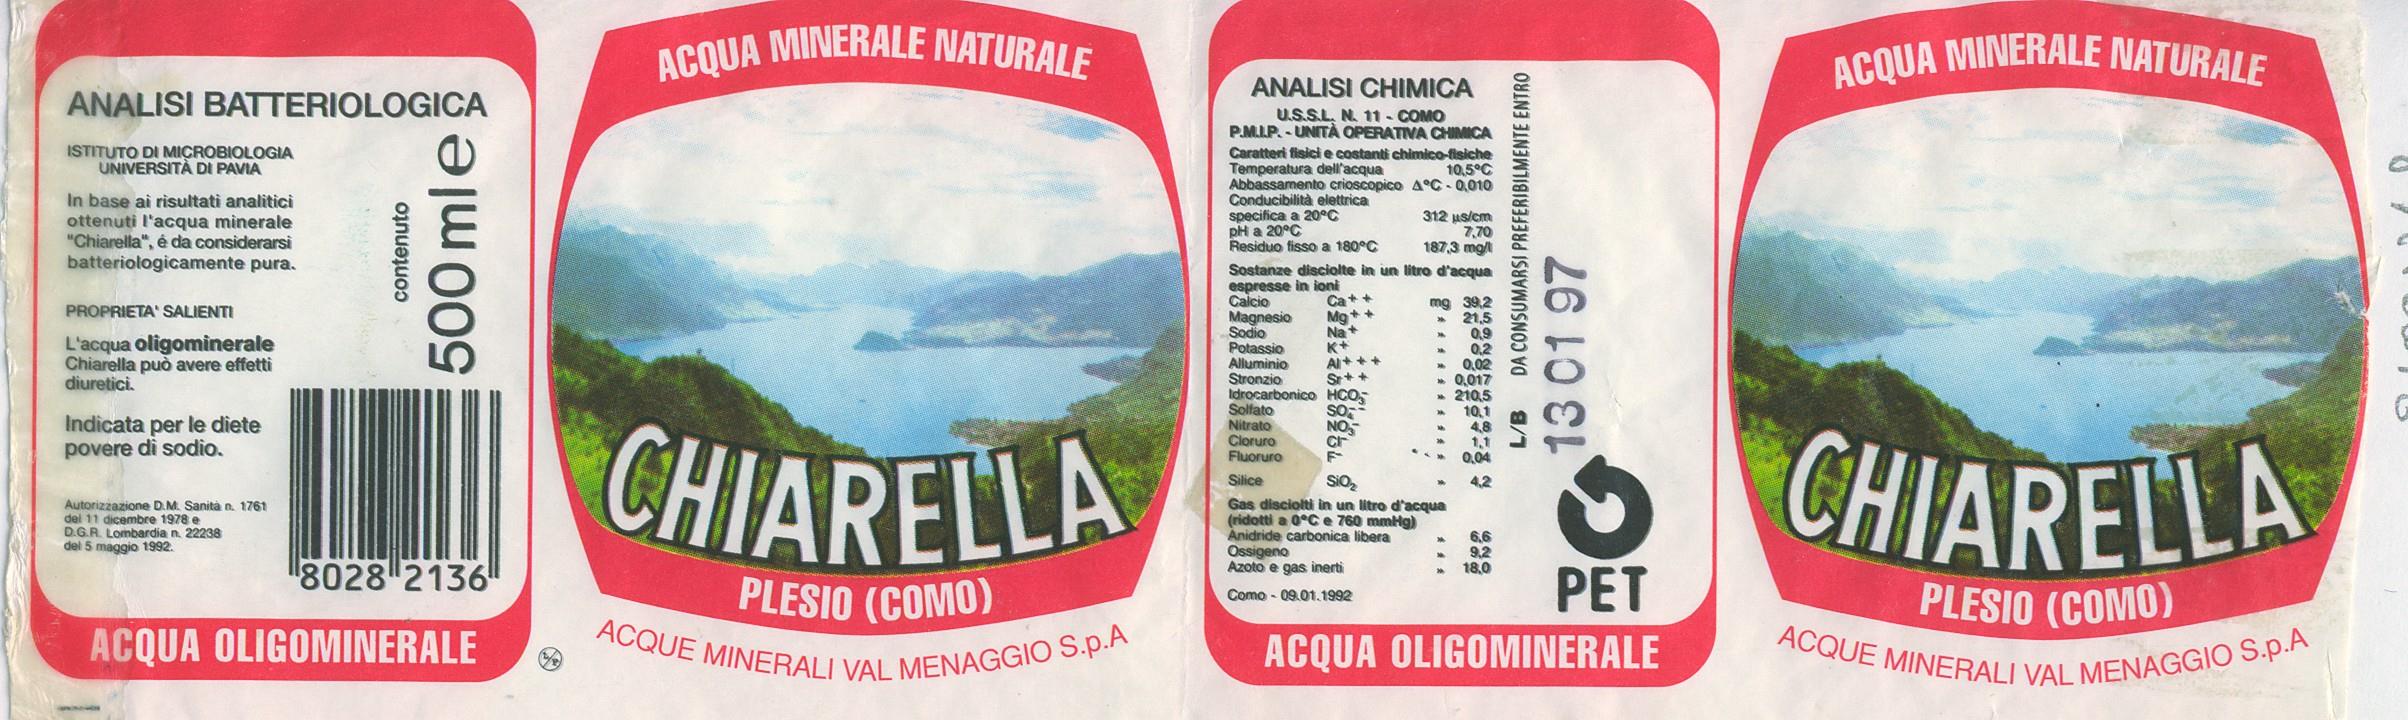 ANALISI BATTERIOLOGICA
ISTITUTO DI MICROBIOLOGIA
UNIVERSITÀ DI PAVIA
In base ai risultati analitici
ottenuti l'acqua minerale
"Chiarella", é da considerarsi
batteriologicamente pura.
PROPRIETA' SALIENTI
L'acqua oligominerale
Chiarella può avere effetti
diuretici.
Indicata per le diete
povere di sodio.
Autorizzazione D.M. Sanità n. 1761
del 11 dicembre 1978 e
D.G.R. Lombardia n. 22238
del 5 maggio 1992.
contenuto
500 ml e
8028 2136
ACQUA OLIGOMINERALE
ACQUA MINERALE NATURALE
CHIARELLA
PLESIO (COMO)
ACQUE MINERALI VAL MENAGGIO S.p.A
ANALISI CHIMICA
U.S.S.L. N. 11 - COMO
P.M.I.P. - UNITÀ OPERATIVA CHIMICA
Caratteri fisici e costanti chimico-fisiche
Temperatura dell'acqua 10,5°C
Abbassamento crioscopico Δ°C - 0,010
Conducibilità elettrica
specifica a 20°C 312 µs/cm
pH a 20°C 7,70
Residuo fisso a 180°C 187,3 mg/l
Sostanze disciolte in un litro d'acqua
espresse in ioni
Calcio Ca++ mg 39,2
Magnesio Mg++ » 21,5
Sodio Na+ » 0,9
Potassio K+ » 0,2
Alluminio Al+++ » 0,02
Stronzio Sr++ » 0,017
Idrocarbonico HCO3- » 210,5
Solfato SO4-- » 10,1
Nitrato NO3- » 4,8
Cloruro Cl- » 1,1
Fluoruro F- » 0,04
Silice SiO2 » 4,2
Gas disciolti in un litro d'acqua
(ridotti a 0°C e 760 mmHg)
Anidride carbonica libera » 6,6
Ossigeno » 9,2
Azoto e gas inerti » 18,0
Como - 09.01.1992
L/B DA CONSUMARSI PREFERIBILMENTE ENTRO
13 01 97
PET
ACQUA OLIGOMINERALE
ACQUA MINERALE NATURALE
CHIARELLA
PLESIO (COMO)
ACQUE MINERALI VAL MENAGGIO S.p.A